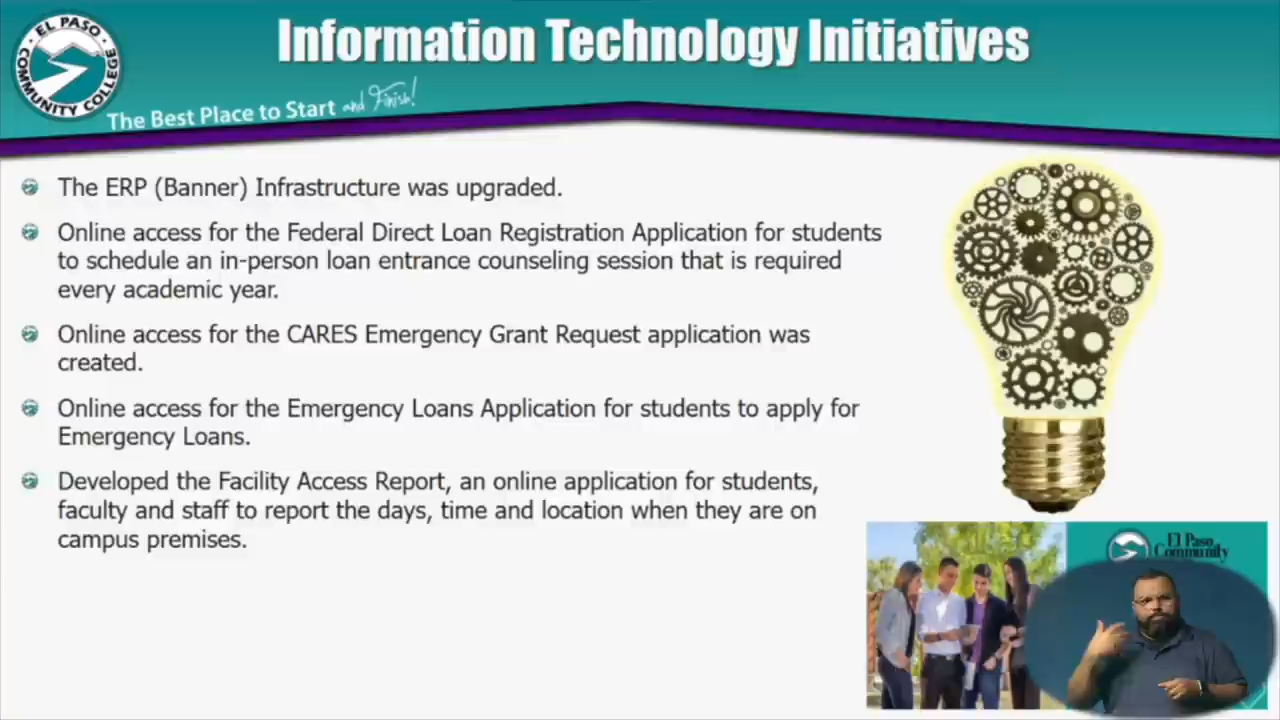 Information Technology Initiatives
EL PASO
COMMUNITY COLLEGE
The Best Place to Start and Finish!
The ERP (Banner) Infrastructure was upgraded.
Online access for the Federal Direct Loan Registration Application for students
to schedule an in-person loan entrance counseling session that is required
every academic year.
Online access for the CARES Emergency Grant Request application was
created.
Online access for the Emergency Loans Application for students to apply for
Emergency Loans.
Developed the Facility Access Report, an online application for students,
faculty and staff to report the days, time and location when they are on
campus premises.
El Paso
Community